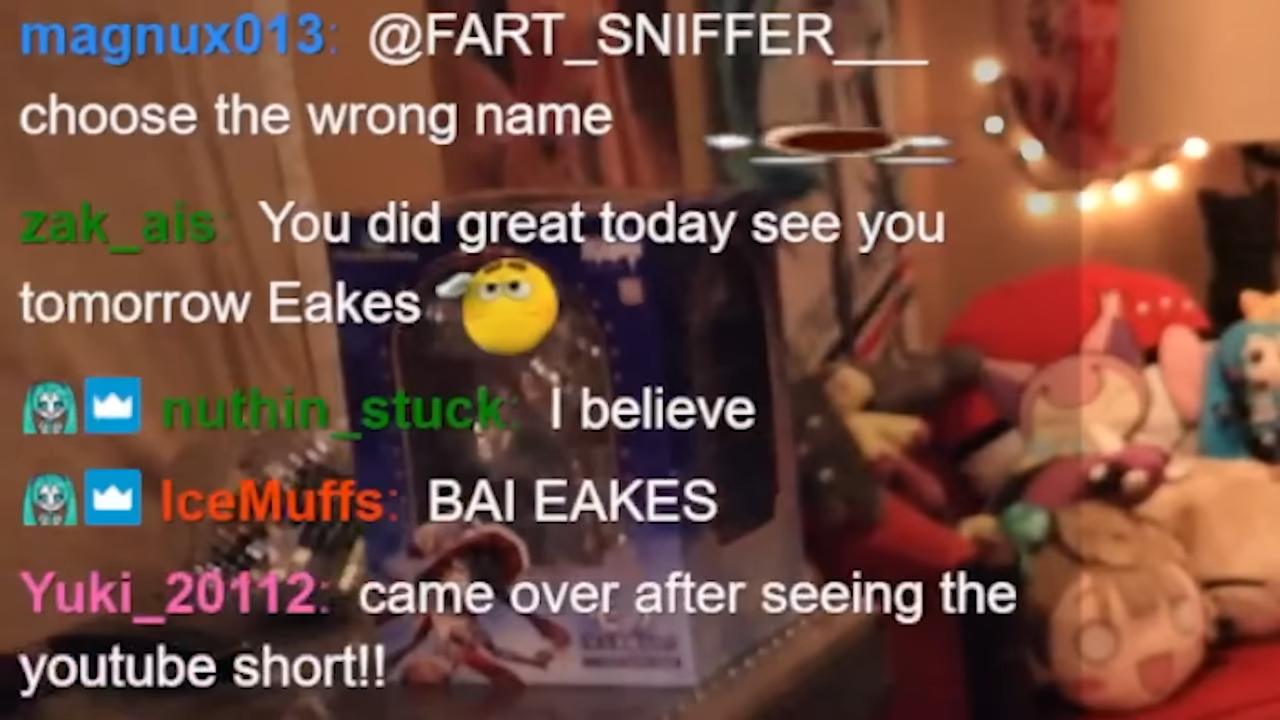 magnux013: @FART_SNIFFER___
choose the wrong name
zak_ais: You did great today see you
tomorrow Eakes
nuthin_stuck: I believe
IceMuffs: BAI EAKES
Yuki_20112: came over after seeing the
youtube short!!